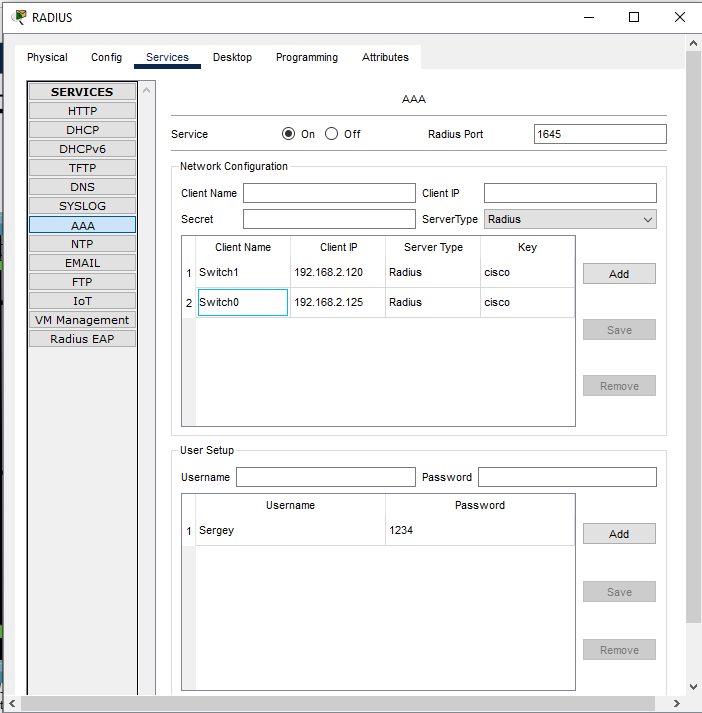 RADIUS
Physical Config Services Desktop Programming Attributes
SERVICES
HTTP
DHCP
DHCPv6
TFTP
DNS
SYSLOG
AAA
NTP
EMAIL
FTP
IoT
VM Management
Radius EAP
AAA
Service On Off Radius Port 1645
Network Configuration
Client Name Client IP
Secret ServerType Radius
Client Name Client IP Server Type Key
1 Switch1 192.168.2.120 Radius cisco
2 Switch0 192.168.2.125 Radius cisco
Add
Save
Remove
User Setup
Username Password
Username Password
1 Sergey 1234
Add
Save
Remove